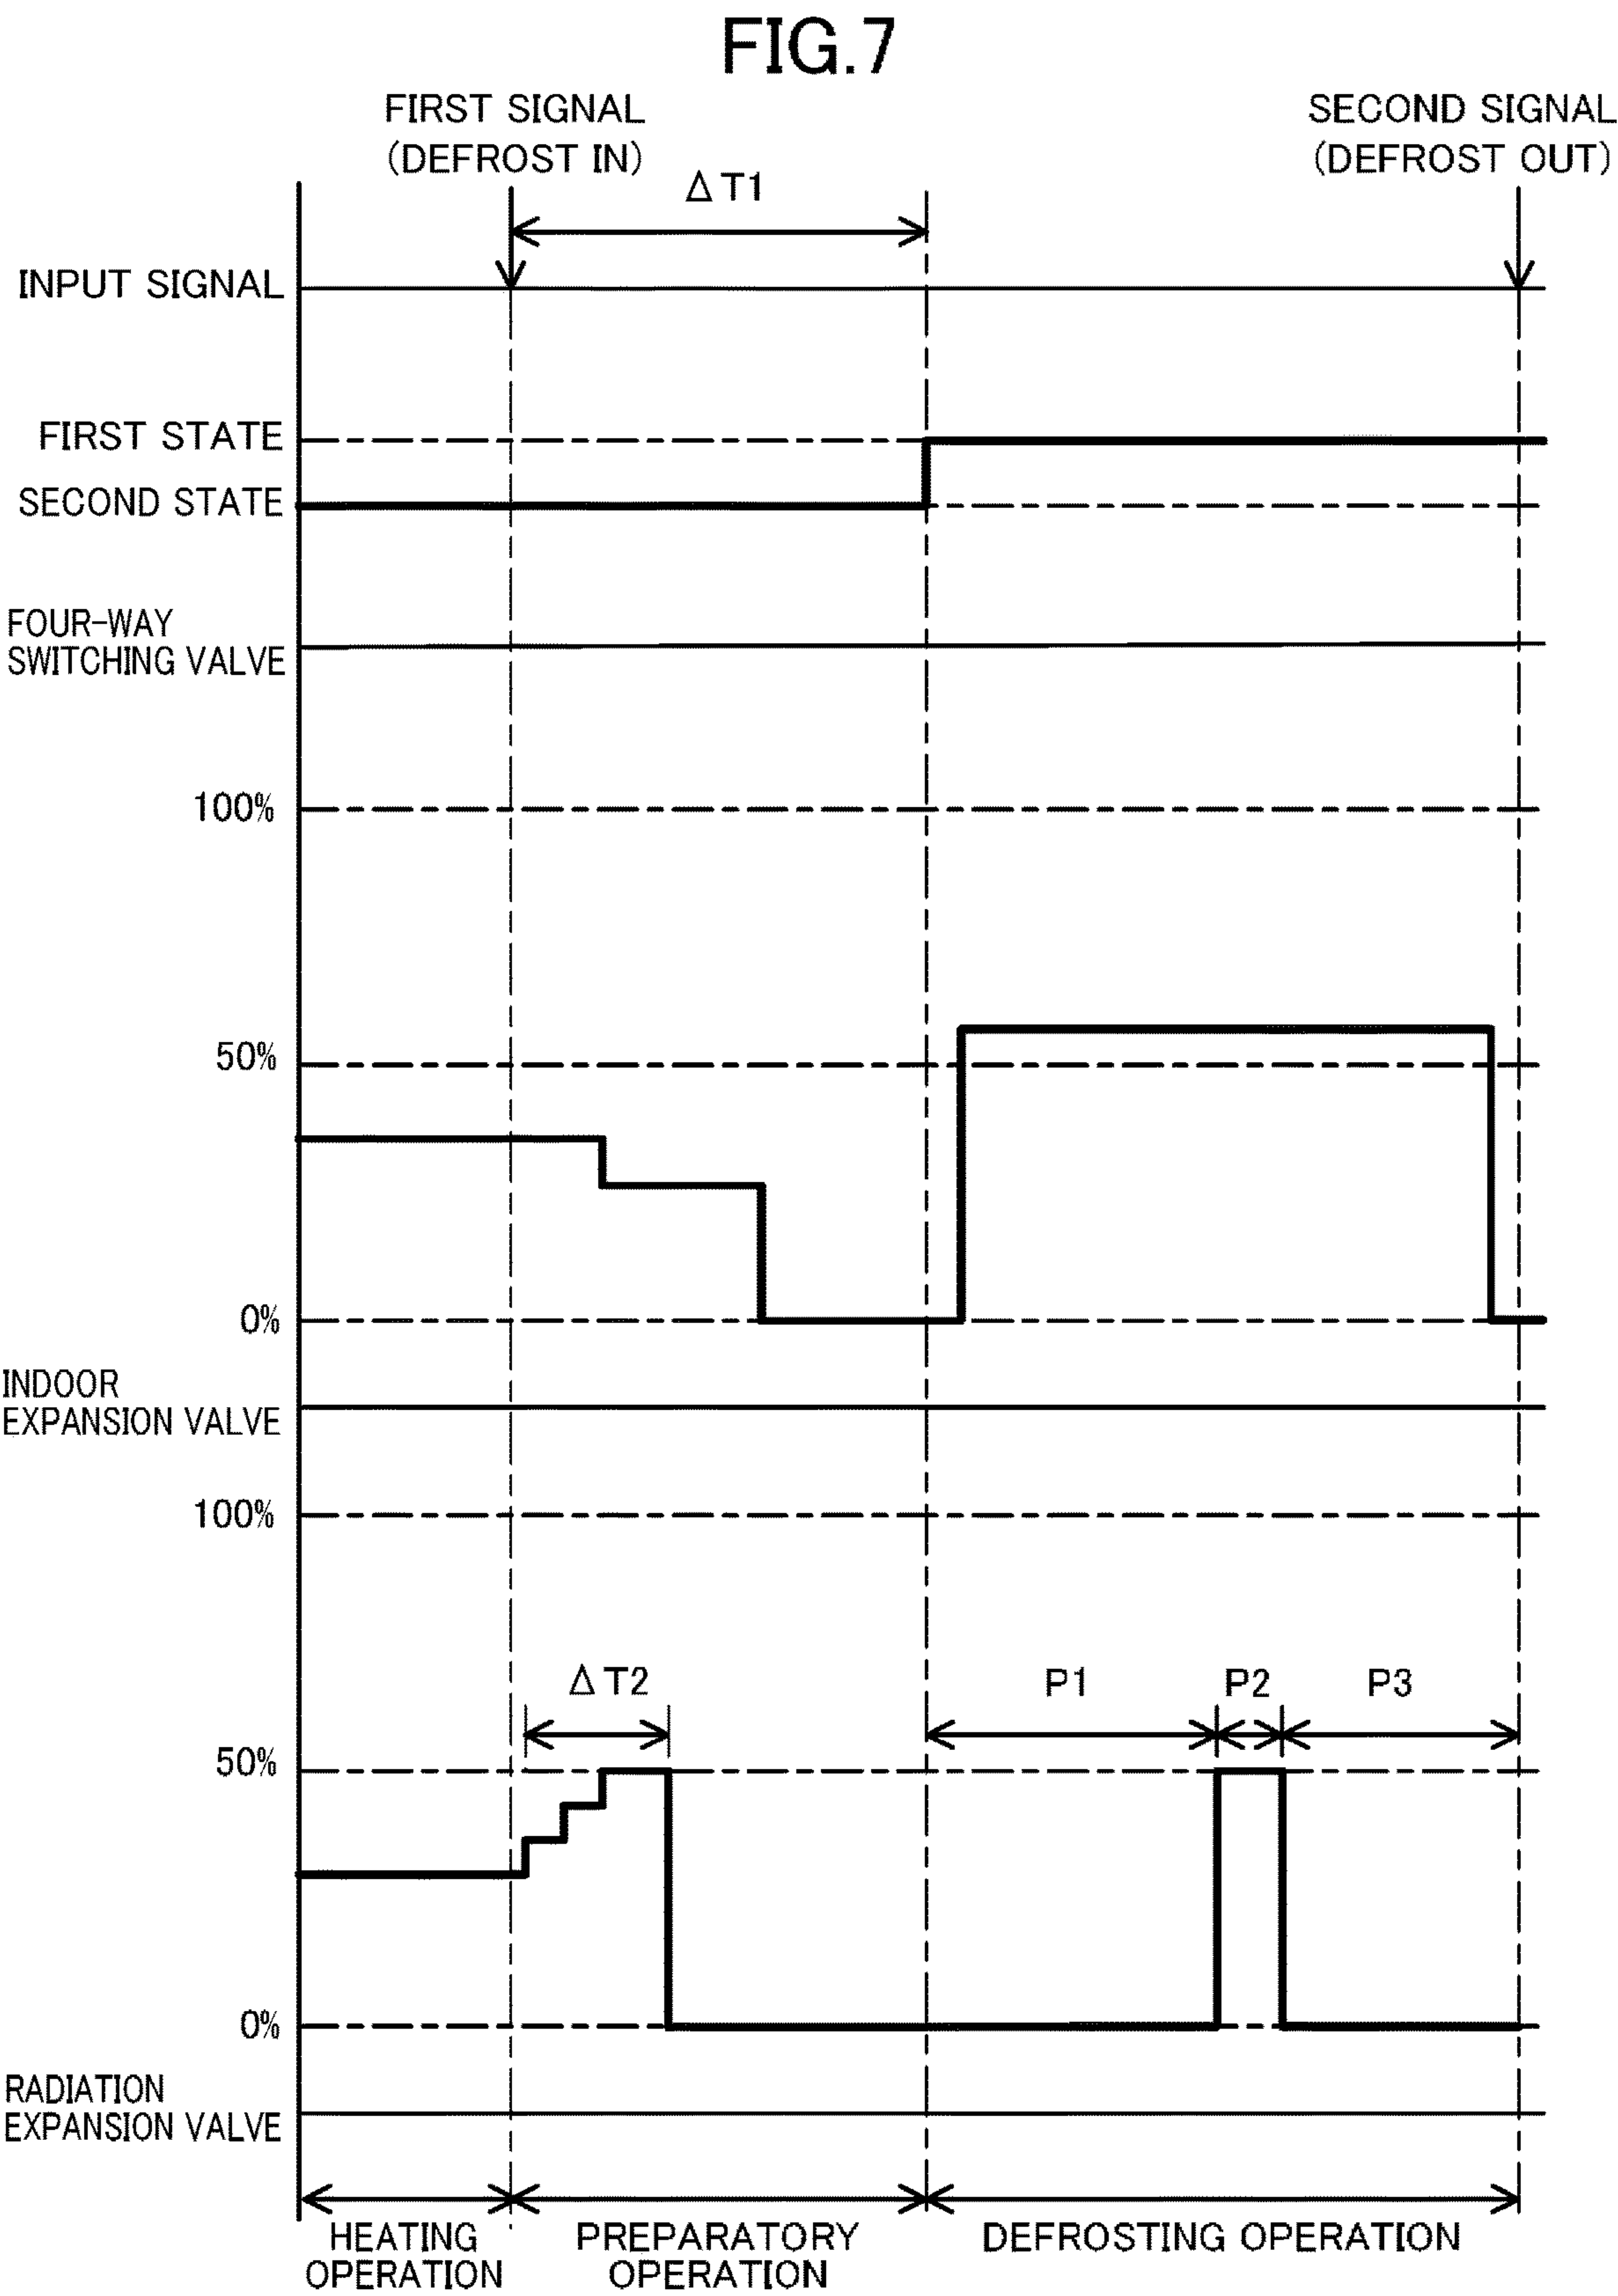 FIG.7
FIRST SIGNAL
(DEFROST IN)
SECOND SIGNAL
(DEFROST OUT)
Δ T1
INPUT SIGNAL
FIRST STATE
SECOND STATE
FOUR-WAY
SWITCHING VALVE
100%
50%
0%
INDOOR
EXPANSION VALVE
100%
Δ T2
P1
P2
P3
50%
0%
RADIATION
EXPANSION VALVE
HEATING
OPERATION
PREPARATORY
OPERATION
DEFROSTING OPERATION